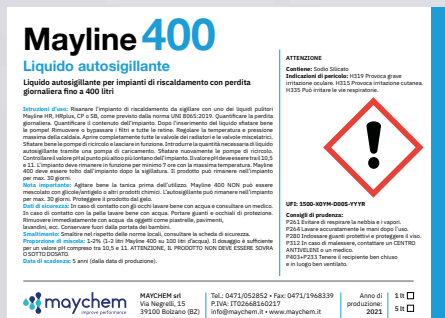 Mayline 400
Liquido autosigillante
Liquido autosigillante per impianti di riscaldamento con perdita
giornaliera fino a 400 litri
Istruzioni d'uso: Risanare l'impianto di riscaldamento da sigillare con uno dei liquidi pulitori
Mayline HR, HRplus, CP o SB, come previsto dalla norma UNI 8065:2019. Quantificare la perdita
giornaliera. Quantificare il contenuto dell'impianto. Dopo l'inserimento del liquido sfiatare bene
le pompe! Rimuovere o bypassare i filtri e tutte le retine. Regolare la temperatura e pressione
massima della caldaia. Aprire completamente tutte le valvole dei radiatori e le valvole miscelatrici.
Sfiatare bene le pompe di ricircolo e lasciare in funzione. Introdurre la quantità necessaria di liquido
autosigillante tramite una pompa di caricamento. Sfiatare nuovamente le pompe di ricircolo.
Controllare il valore pH al punto più alto o più lontano dell'impianto. Il valore pH deve essere tra il 10,5
e 11. L'impianto deve rimanere in funzione per minimo 7 ore con la massima temperatura. Mayline
400 deve essere tolto dall'impianto dopo la sigillatura. Il prodotto può rimanere nell'impianto
per max. 30 giorni.
Nota importante: Agitare bene la tanica prima dell'utilizzo. Mayline 400 NON può essere
mescolato con glicole/antigelo o altri prodotti chimici. L'autosigillante può rimanere nell'impianto
per max. 30 giorni. Proteggere il prodotto dal gelo.
Dati di sicurezza: In caso di contatto con gli occhi lavare bene con acqua e consultare un medico.
In caso di contatto con la pelle lavare bene con acqua. Portare guanti e occhiali di protezione.
Rimuovere immediatamente con acqua da oggetti come piastrelle, pavimenti,
lavandini, ecc. Conservare fuori dalla portata dei bambini.
Smaltimento: Smaltire nel rispetto delle norme locali, consultare la scheda di sicurezza.
Proporzione di miscela: 1-2% (1-2 litri Mayline 400 su 100 litri d'acqua). Il dosaggio è sufficiente
per un valore pH compreso tra 10,5 e 11. ATTENZIONE, IL PRODOTTO NON DEVE ESSERE SOVRA
O SOTTO DOSATO.
Data di scadenza: 5 anni (dalla data di produzione).
ATTENZIONE
Contiene: Sodio Silicato
Indicazioni di pericolo: H319 Provoca grave
irritazione oculare. H315 Provoca irritazione cutanea.
H335 Può irritare le vie respiratorie.
UFI: 1500-X0YM-D00S-YYYR
Consigli di prudenza:
P261 Evitare di respirare la nebbia e i vapori.
P264 Lavare accuratamente le mani dopo l'uso.
P280 Indossare guanti protettivi e proteggere il viso.
P312 In caso di malessere, contattare un CENTRO
ANTIVELENI o un medico.
P403+P233 Tenere il recipiente ben chiuso
e in luogo ben ventilato.
maychem
improve performance
MAYCHEM srl
Via Negrelli, 15
39100 Bolzano (BZ)
Tel.: 0471/052852 • Fax: 0471/1968339
P.IVA: IT02668160217
info@maychem.it • www.maychem.it
Anno di
produzione:
2021
1 lt
5 lt